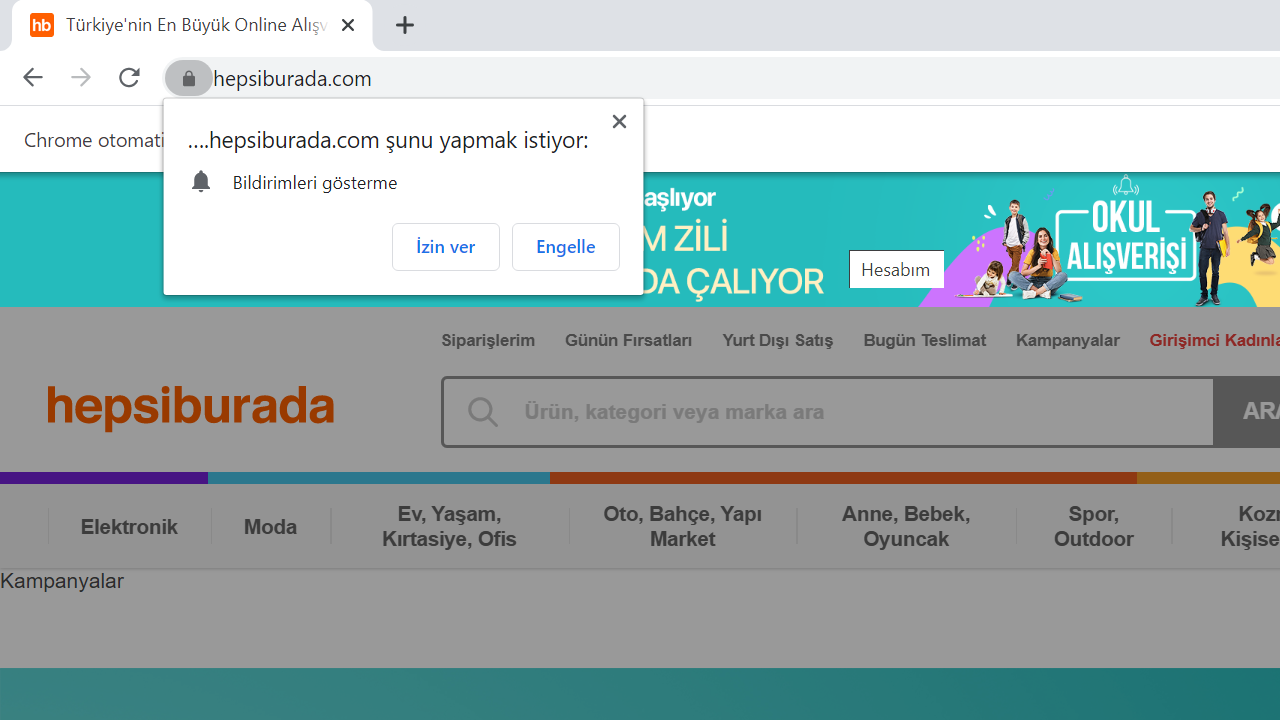 hb Türkiye'nin En Büyük Online Alışv
hepsiburada.com
Chrome otomati
….hepsiburada.com şunu yapmak istiyor:
Bildirimleri gösterme
İzin ver Engelle
aşlıyor
M ZİLİ
DA ÇALIYOR
Hesabım
OKUL
ALIŞVERİŞİ
Siparişlerim Günün Fırsatları Yurt Dışı Satış Bugün Teslimat Kampanyalar Girişimci Kadınla
hepsiburada
Ürün, kategori veya marka ara
ARA
Elektronik
Moda
Ev, Yaşam,
Kırtasiye, Ofis
Oto, Bahçe, Yapı
Market
Anne, Bebek,
Oyuncak
Spor,
Outdoor
Kozm
Kişise
Kampanyalar